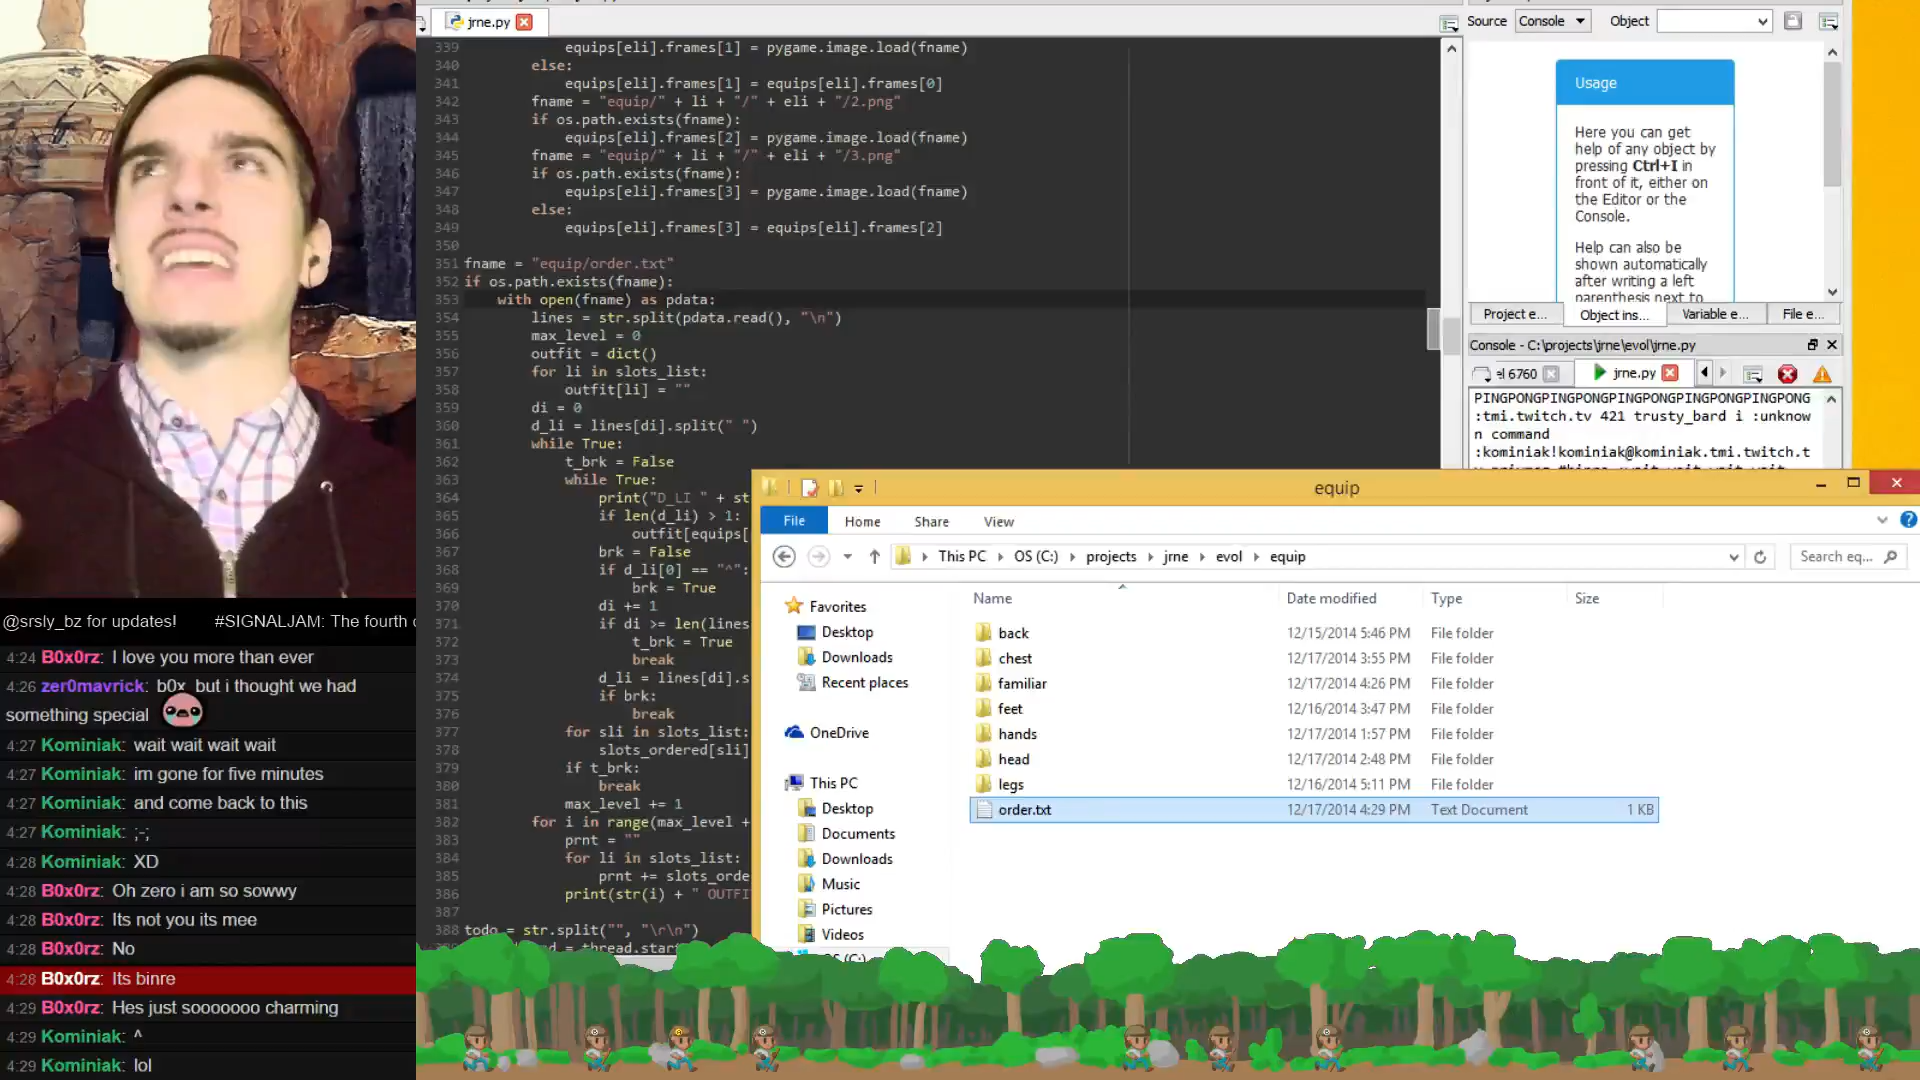 jrne.py
Source Console Object
339 equips[eli].frames[1] = pygame.image.load(fname)
340 else:
341 equips[eli].frames[1] = equips[eli].frames[0]
342 fname = "equip/" + li + "/" + eli + "/2.png"
343 if os.path.exists(fname):
344 equips[eli].frames[2] = pygame.image.load(fname)
345 fname = "equip/" + li + "/" + eli + "/3.png"
346 if os.path.exists(fname):
347 equips[eli].frames[3] = pygame.image.load(fname)
348 else:
349 equips[eli].frames[3] = equips[eli].frames[2]
350
351 fname = "equip/order.txt"
352 if os.path.exists(fname):
353 with open(fname) as pdata:
354 lines = str.split(pdata.read(), "\n")
355 max_level = 0
356 outfit = dict()
357 for li in slots_list:
358 outfit[li] = ""
359 di = 0
360 d_li = lines[di].split(" ")
361 while True:
362 t_brk = False
363 while True:
364 print("D_LI " + st
365 if len(d_li) > 1:
366 outfit[equips[
367 brk = False
368 if d_li[0] == "^":
369 brk = True
370 di += 1
371 if di >= len(lines
372 t_brk = True
373 break
374 d_li = lines[di].s
375 if brk:
376 break
377 for sli in slots_list:
378 slots_ordered[sli]
379 if t_brk:
380 break
381 max_level += 1
382 for i in range(max_level +
383 prnt = ""
384 for li in slots_list:
385 prnt += slots_orde
386 print(str(i) + " OUTFI
387
388 todo = str.split("", "\r\n")
Usage
Here you can get
help of any object by
pressing Ctrl+I in
front of it, either on
the Editor or the
Console.
Help can also be
shown automatically
after writing a left
parenthesis next to
Project e... Object ins... Variable e... File e...
Console - C:\projects\jrne\evol\jrne.py
el 6760 jrne.py
PINGPONGPINGPONGPINGPONGPINGPONGPINGPONG
:tmi.twitch.tv 421 trusty_bard i :unknow
n command
:kominiak!kominiak@kominiak.tmi.twitch.t
equip
File Home Share View
This PC OS (C:) projects jrne evol equip
Search eq...
Favorites
Desktop
Downloads
Recent places
OneDrive
This PC
Desktop
Documents
Downloads
Music
Pictures
Videos
OS (C:)
Name Date modified Type Size
back 12/15/2014 5:46 PM File folder
chest 12/17/2014 3:55 PM File folder
familiar 12/17/2014 4:26 PM File folder
feet 12/16/2014 3:47 PM File folder
hands 12/17/2014 1:57 PM File folder
head 12/17/2014 2:48 PM File folder
legs 12/16/2014 5:11 PM File folder
order.txt 12/17/2014 4:29 PM Text Document 1 KB
@srsly_bz for updates! #SIGNALJAM: The fourth
4:24 B0x0rz: I love you more than ever
4:26 zer0mavrick: b0x, but i thought we had
something special
4:27 Kominiak: wait wait wait wait
4:27 Kominiak: im gone for five minutes
4:27 Kominiak: and come back to this
4:27 Kominiak: ;-;
4:28 Kominiak: XD
4:28 B0x0rz: Oh zero i am so sowwy
4:28 B0x0rz: Its not you its mee
4:28 B0x0rz: No
4:28 B0x0rz: Its binre
4:29 B0x0rz: Hes just sooooooo charming
4:29 Kominiak: ^
4:29 Kominiak: lol